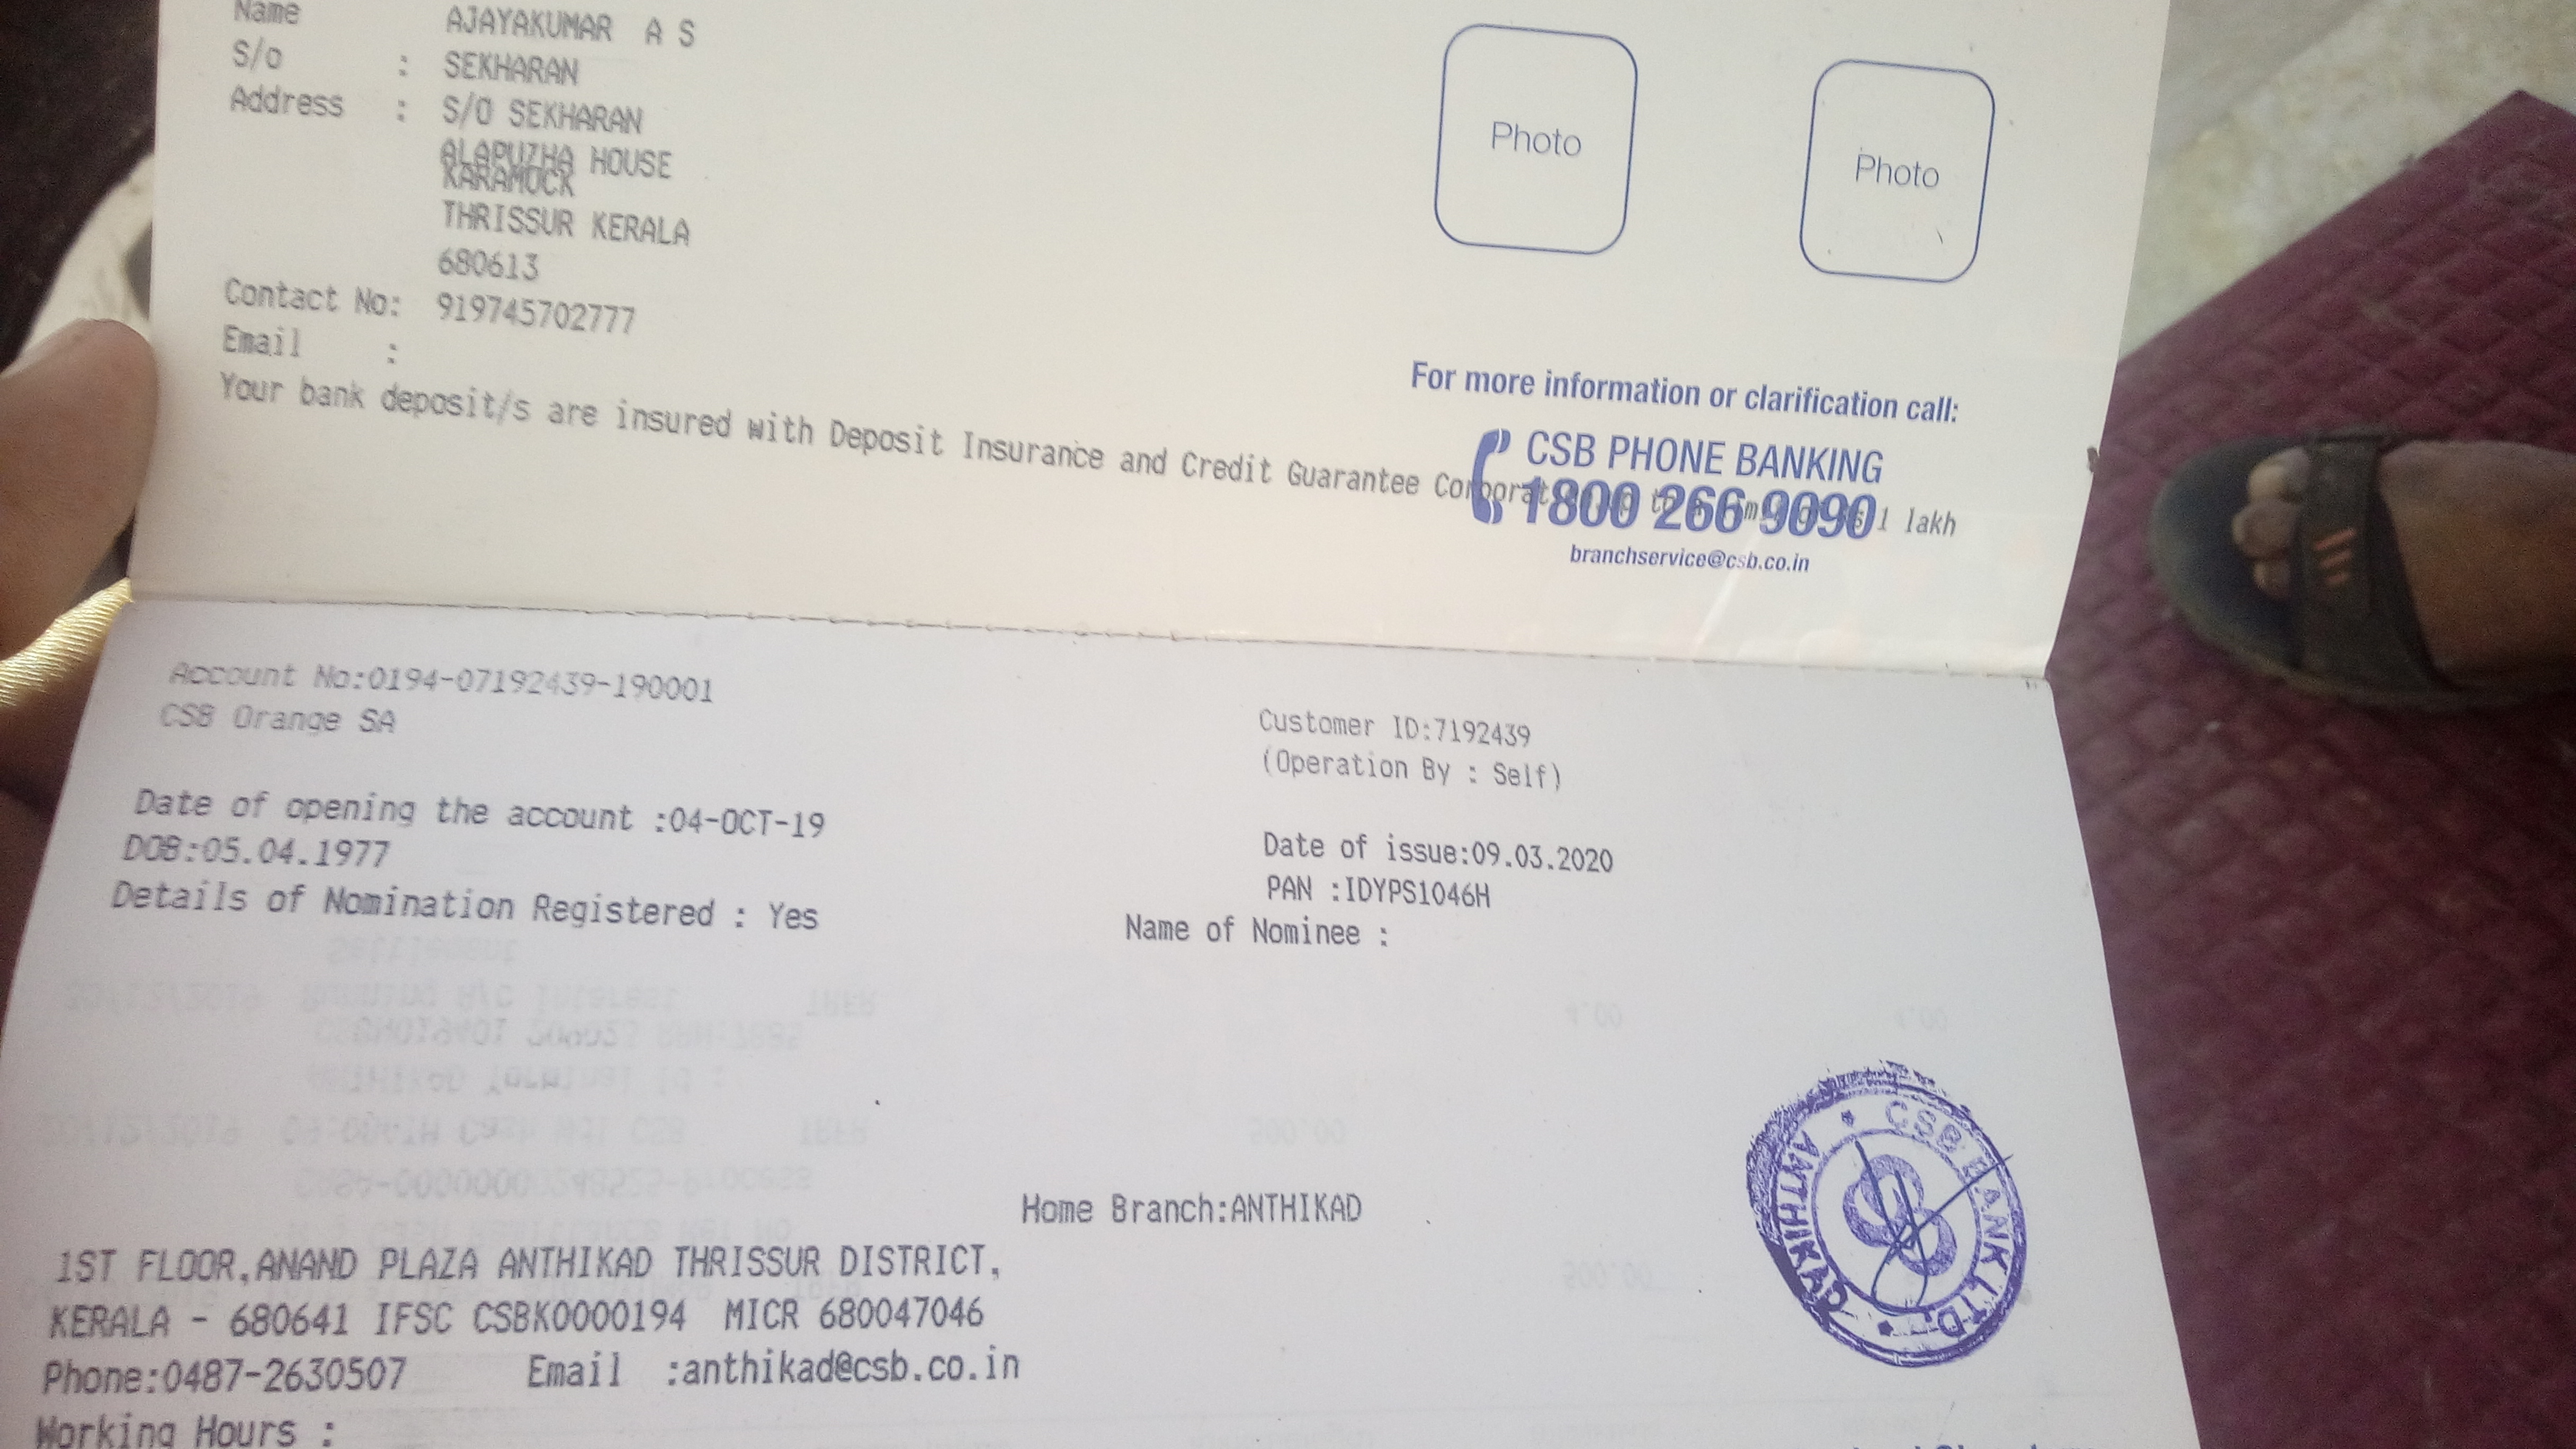 Name AJAYAKUMAR A S
S/o : SEKHARAN
Address : S/O SEKHARAN
ALAPUZHA HOUSE
KARAMUCK
THRISSUR KERALA
680613
Contact No: 919745702777
Email :
Your bank deposit/s are insured with Deposit Insurance and Credit Guarantee 1 lakh
Photo
Photo
For more information or clarification call:
CSB PHONE BANKING
1800 266 9090
branchservice@csb.co.in
Account No:0194-07192439-190001
CSB Orange SA
Customer ID:7192439
(Operation By : Self)
Date of opening the account :04-OCT-19
DOB:05.04.1977
Date of issue:09.03.2020
PAN :IDYPS1046H
Details of Nomination Registered : Yes
Name of Nominee :
Home Branch:ANTHIKAD
1ST FLOOR,ANAND PLAZA ANTHIKAD THRISSUR DISTRICT,
KERALA - 680641 IFSC CSBK0000194 MICR 680047046
Phone:0487-2630507 Email :anthikad@csb.co.in
Working Hours :
CSB BANK LTD.
ANTHIKAD